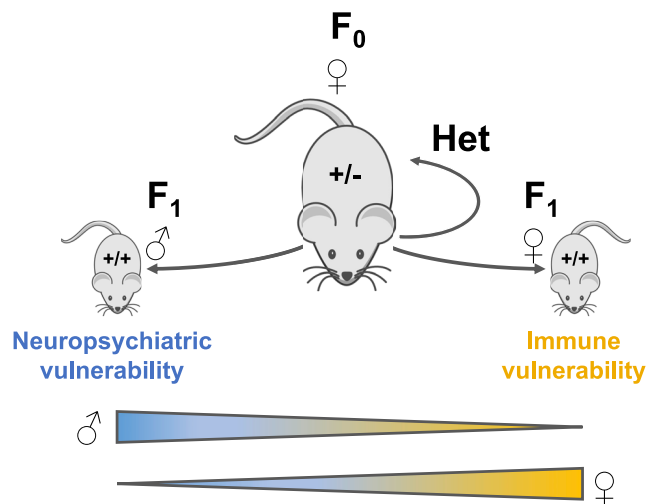 F₀
♀
Het
+/-
F₁
♂
+/+
F₁
♀
+/+
Neuropsychiatric
vulnerability
Immune
vulnerability
♂
♀